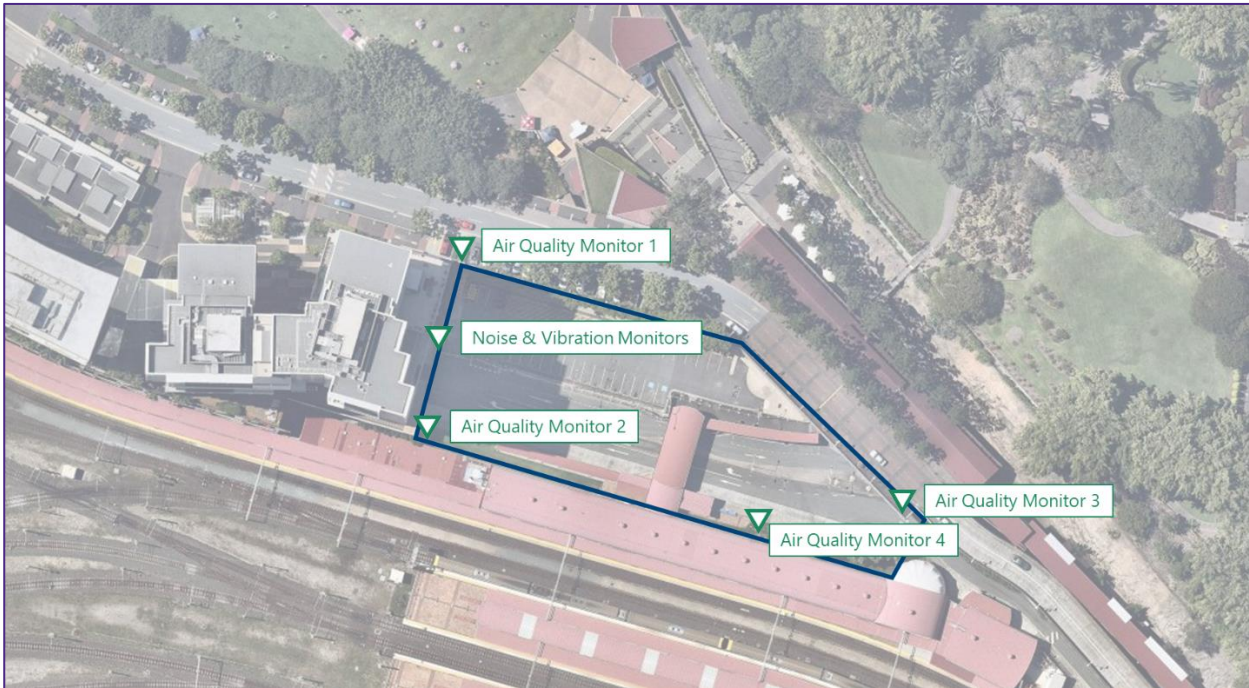 Air Quality Monitor 1
Noise & Vibration Monitors
Air Quality Monitor 2
Air Quality Monitor 3
Air Quality Monitor 4